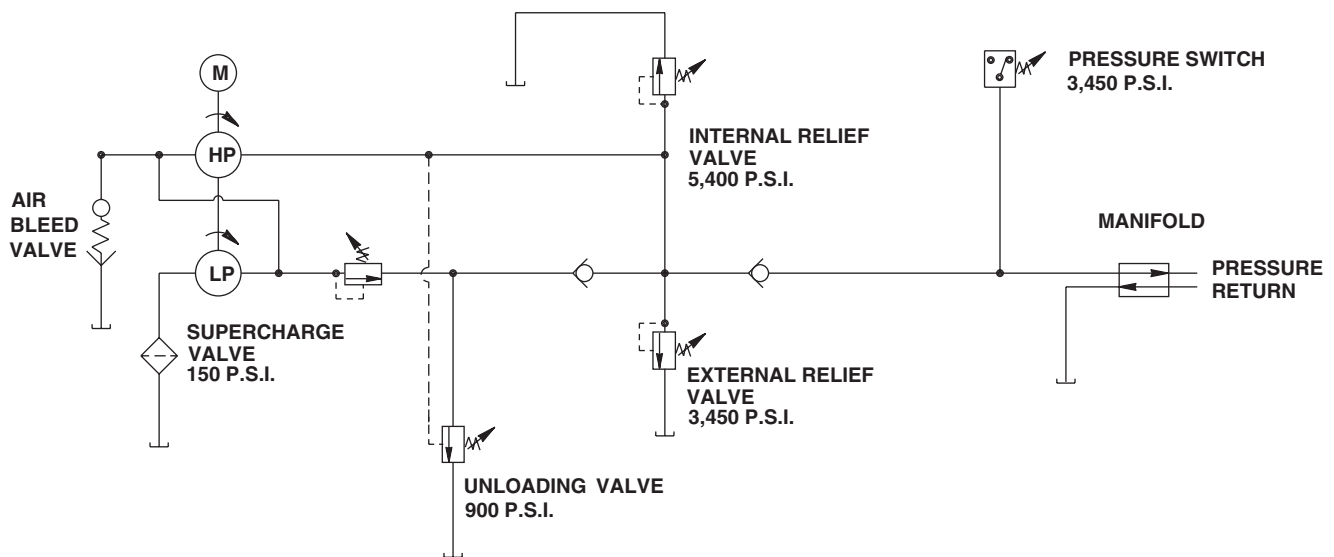 M
HP
LP
AIR
BLEED
VALVE
SUPERCHARGE
VALVE
150 P.S.I.
UNLOADING VALVE
900 P.S.I.
INTERNAL RELIEF
VALVE
5,400 P.S.I.
EXTERNAL RELIEF
VALVE
3,450 P.S.I.
PRESSURE SWITCH
3,450 P.S.I.
MANIFOLD
PRESSURE
RETURN